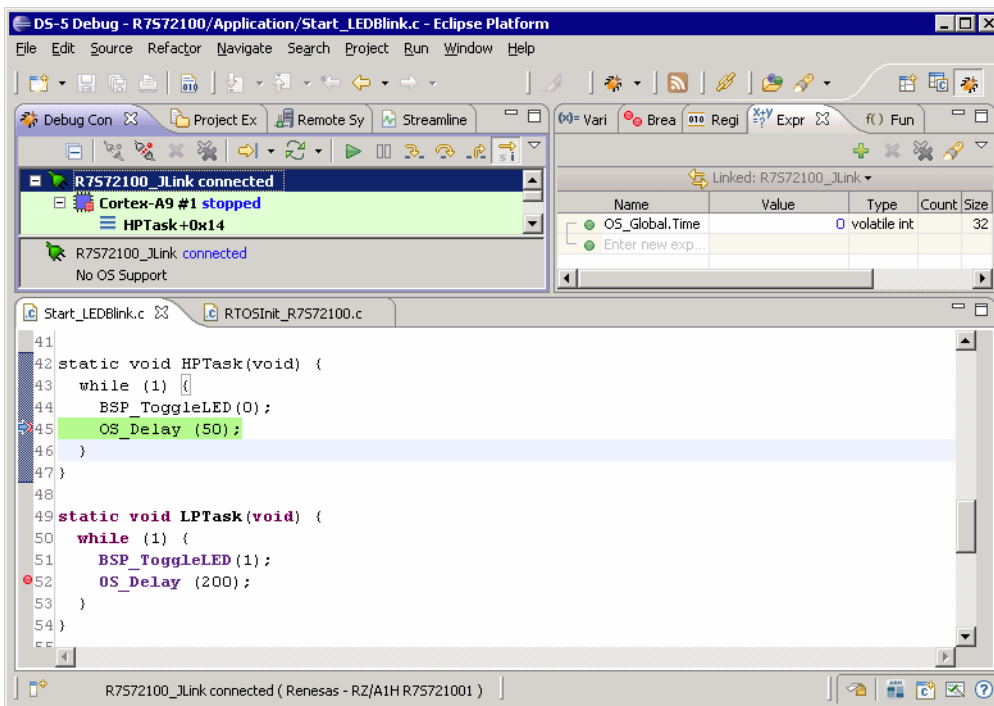 DS-5 Debug - R7S72100/Application/Start_LEDBlink.c - Eclipse Platform
File Edit Source Refactor Navigate Search Project Run Window Help
Debug Con Project Ex Remote Sy Streamline
(x)= Vari Brea 010 Regi X+Y Expr f() Fun
R7S72100_JLink connected
Cortex-A9 #1 stopped
HPTask+0x14
R7S72100_JLink connected
No OS Support
Linked: R7S72100_JLink
Name Value Type Count Size
OS_Global.Time 0 volatile int 32
Enter new exp...
Start_LEDBlink.c RTOSInit_R7S72100.c
41
42 static void HPTask(void) {
43 while (1) {
44 BSP_ToggleLED(0);
45 OS_Delay (50);
46 }
47 }
48
49 static void LPTask(void) {
50 while (1) {
51 BSP_ToggleLED(1);
52 OS_Delay (200);
53 }
54 }
55
R7S72100_JLink connected ( Renesas - RZ/A1H R7S721001 )